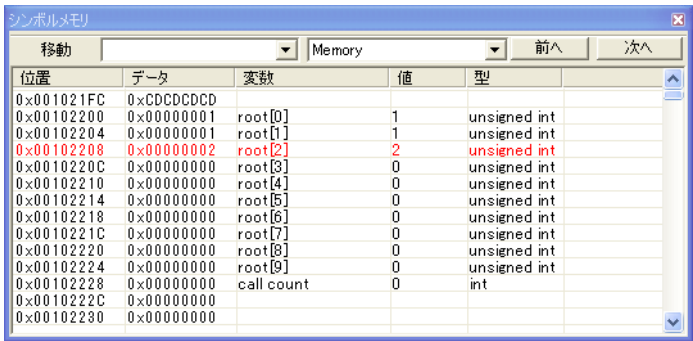 シンボルメモリ
移動 Memory 前へ 次へ
位置 データ 変数 値 型
0x001021FC 0xCDCDCDCD
0x00102200 0x00000001 root[0] 1 unsigned int
0x00102204 0x00000001 root[1] 1 unsigned int
0x00102208 0x00000002 root[2] 2 unsigned int
0x0010220C 0x00000000 root[3] 0 unsigned int
0x00102210 0x00000000 root[4] 0 unsigned int
0x00102214 0x00000000 root[5] 0 unsigned int
0x00102218 0x00000000 root[6] 0 unsigned int
0x0010221C 0x00000000 root[7] 0 unsigned int
0x00102220 0x00000000 root[8] 0 unsigned int
0x00102224 0x00000000 root[9] 0 unsigned int
0x00102228 0x00000000 call count 0 int
0x0010222C 0x00000000
0x00102230 0x00000000